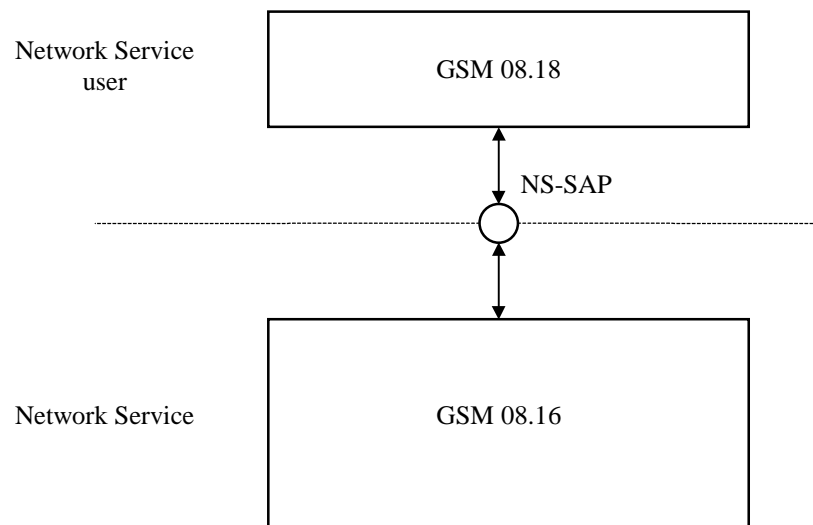 Network Service
user
GSM 08.18
NS-SAP
Network Service
GSM 08.16